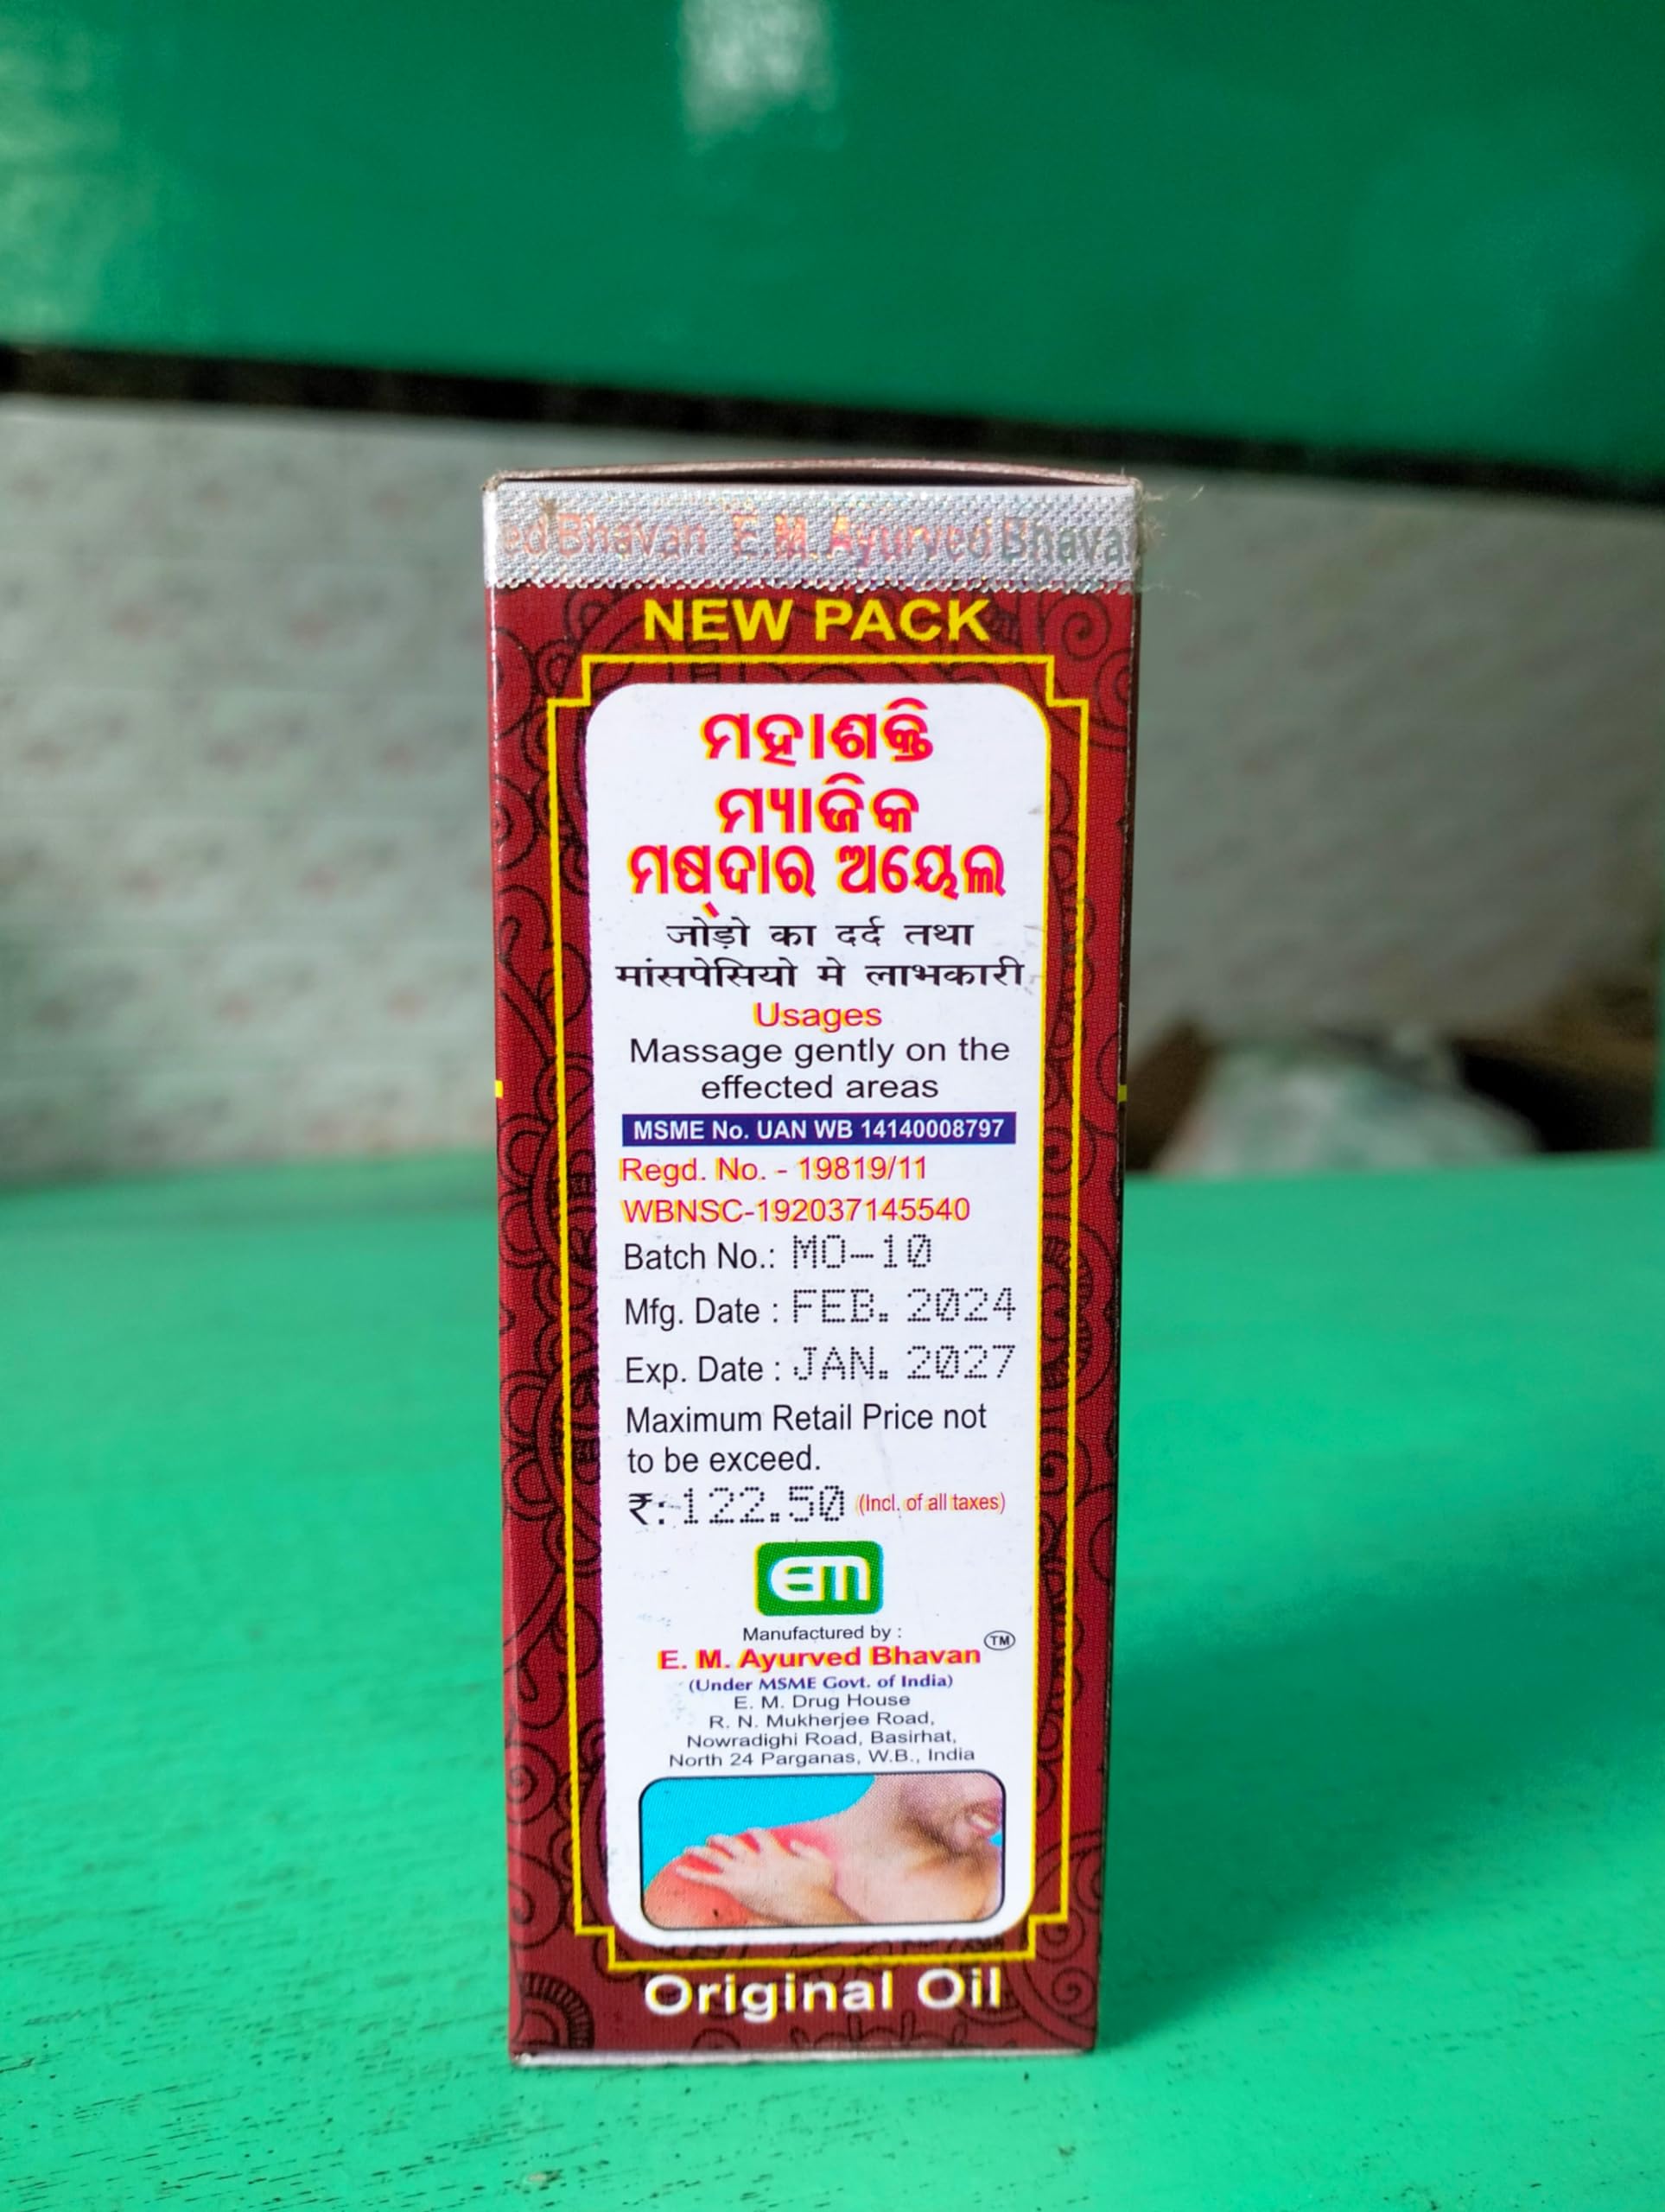 ed Bhavan E.M. Ayurved Bhava
NEW PACK
ମହାଶକ୍ତି
ମ୍ୟାଜିକ
ମଷ୍ଦାର ଅୟେଲ
जोड़ो का दर्द तथा
मांसपेसियो मे लाभकारी
Usages
Massage gently on the
effected areas
MSME No. UAN WB 14140008797
Regd. No. - 19819/11
WBNSC-192037145540
Batch No.: MO-10
Mfg. Date : FEB. 2024
Exp. Date : JAN. 2027
Maximum Retail Price not
to be exceed.
₹:122.50 (Incl. of all taxes)
em
Manufactured by :
E. M. Ayurved Bhavan TM
(Under MSME Govt. of India)
E. M. Drug House
R. N. Mukherjee Road,
Nowradighi Road, Basirhat,
North 24 Parganas, W.B., India
Original Oil